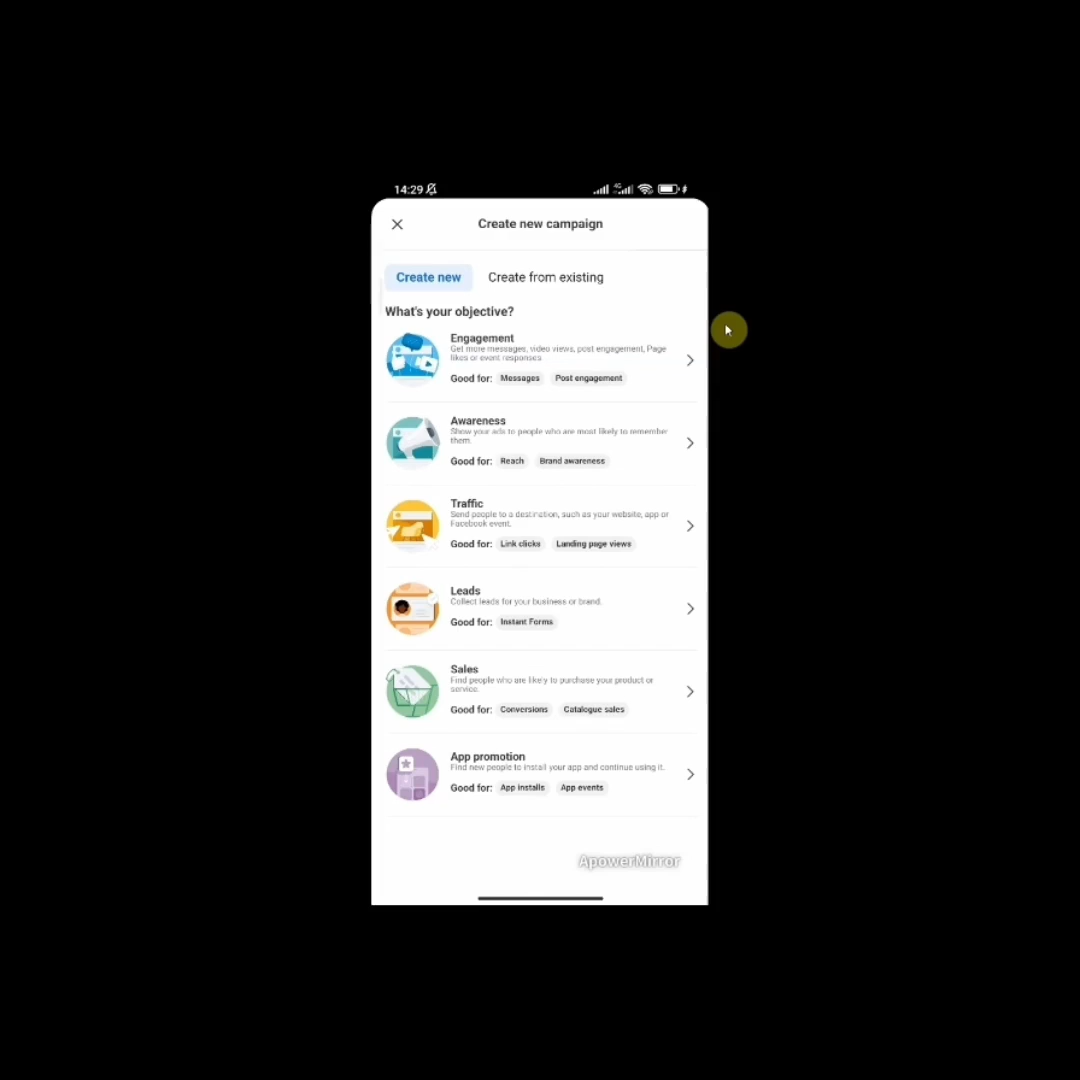 14:29
4G
Create new campaign
Create new Create from existing
What's your objective?
Engagement
Get more messages, video views, post engagement, Page
likes or event responses.
Good for: Messages Post engagement
Awareness
Show your ads to people who are most likely to remember
them.
Good for: Reach Brand awareness
Traffic
Send people to a destination, such as your website, app or
Facebook event.
Good for: Link clicks Landing page views
Leads
Collect leads for your business or brand.
Good for: Instant Forms
Sales
Find people who are likely to purchase your product or
service.
Good for: Conversions Catalogue sales
App promotion
Find new people to install your app and continue using it.
Good for: App installs App events
ApowerMirror